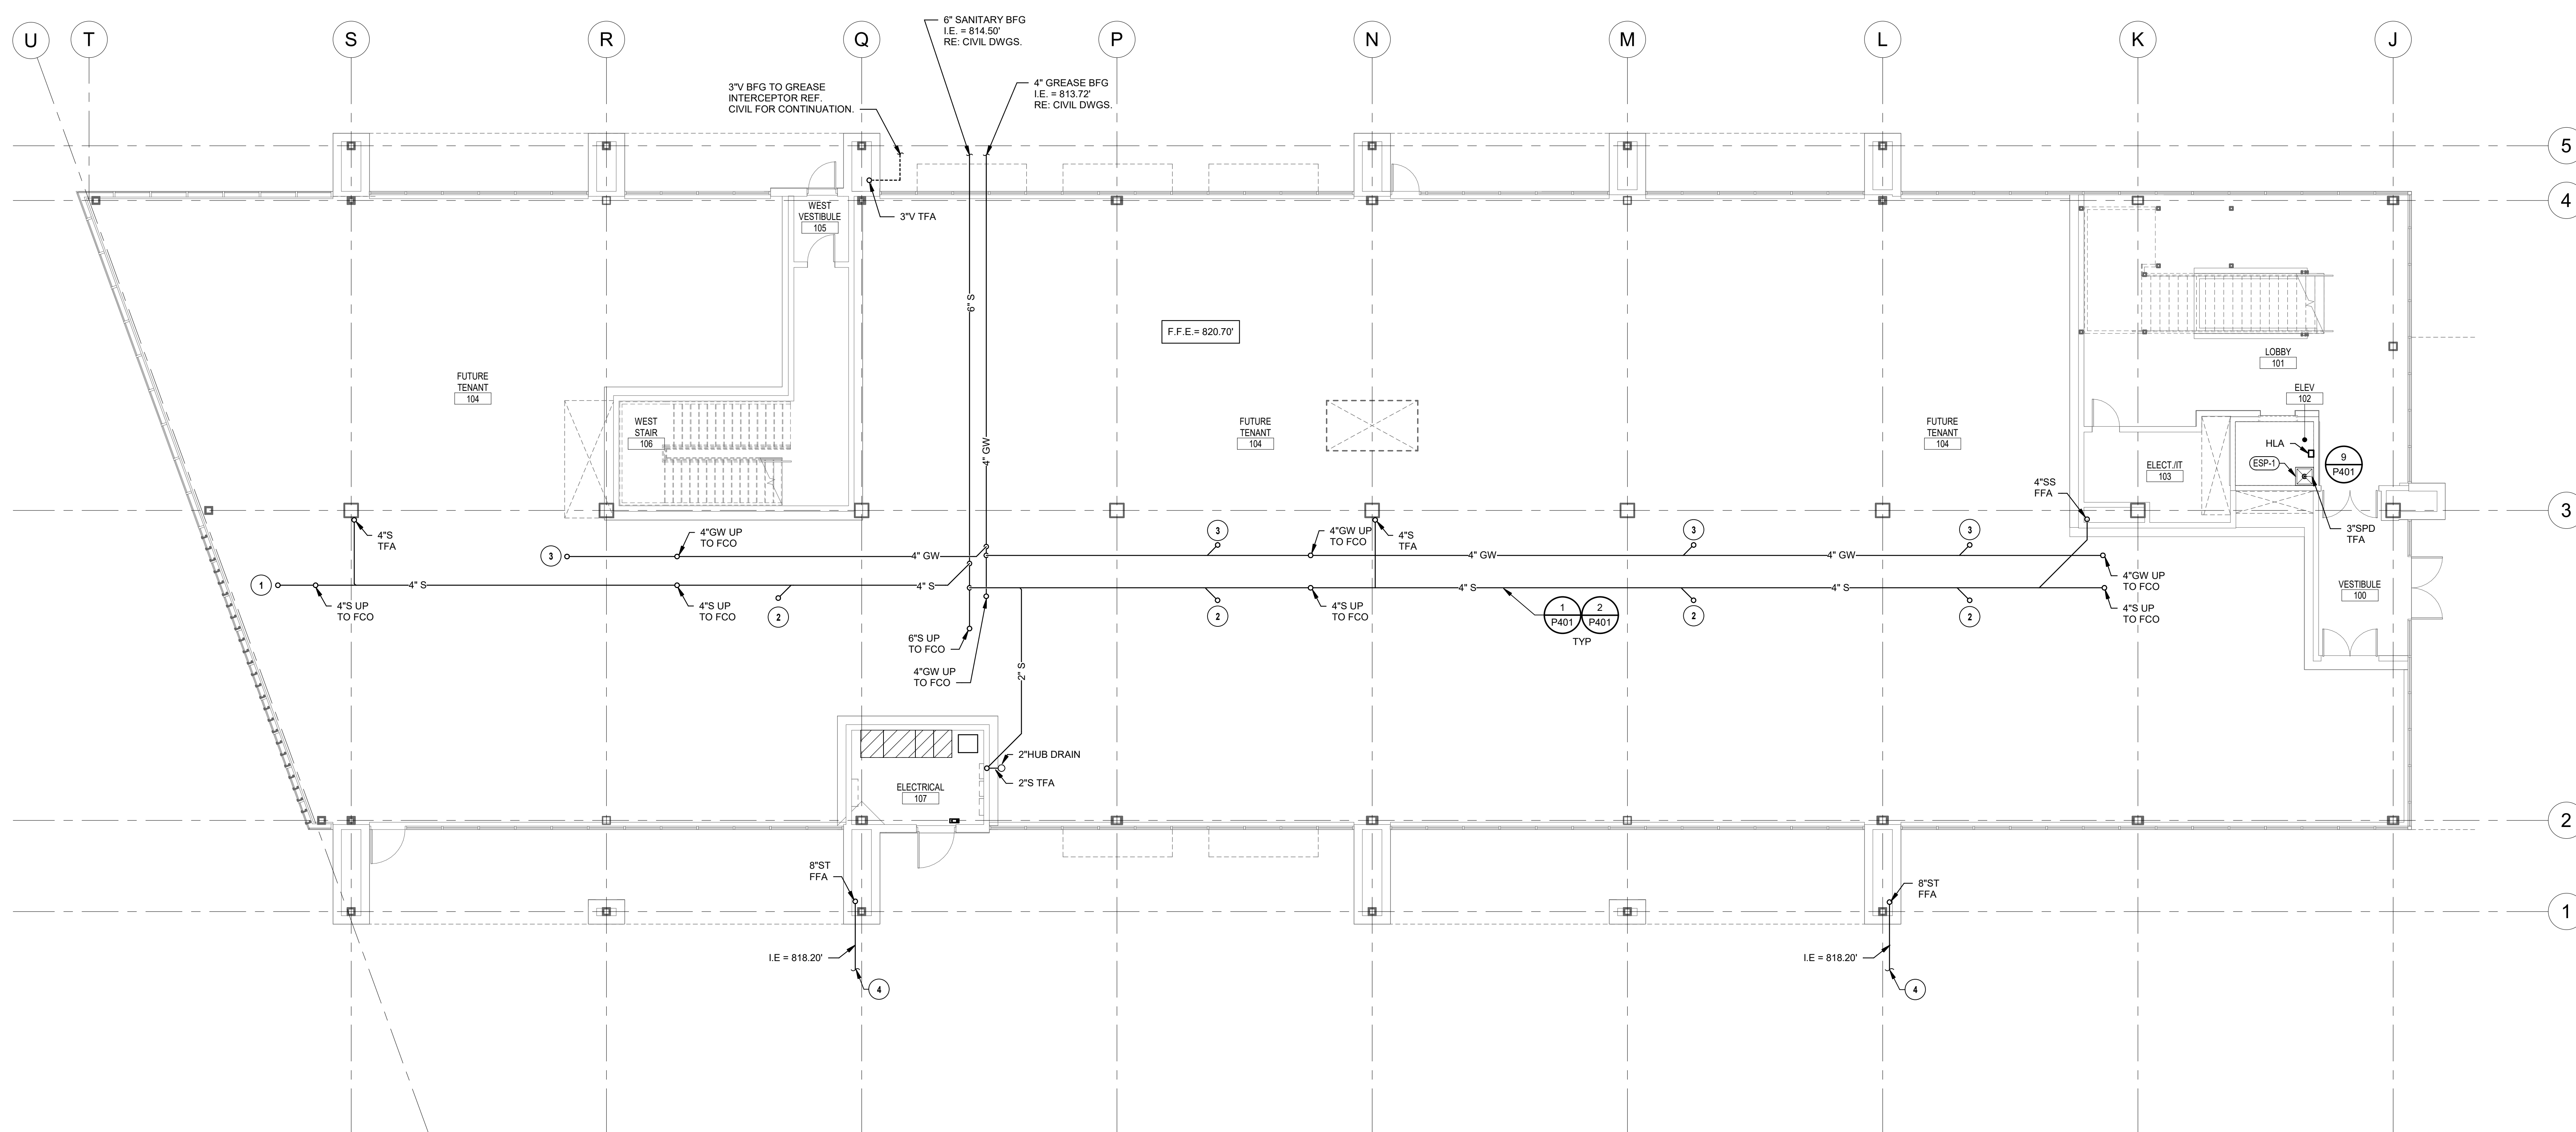 U
T
S
R
Q
P
N
M
L
K
J
6" SANITARY BFG
I.E. = 814.50'
RE: CIVIL DWGS.
3"V BFG TO GREASE
INTERCEPTOR REF.
CIVIL FOR CONTINUATION.
4" GREASE BFG
I.E. = 813.72'
RE: CIVIL DWGS.
5
4
3"V TFA
WEST
VESTIBULE
105
6" S
F.F.E.= 820.70'
LOBBY
101
FUTURE
TENANT
104
ELEV
102
WEST
STAIR
106
4" GW
FUTURE
TENANT
104
FUTURE
TENANT
104
HLA
ESP-1
9
P401
ELECT./IT
103
4"SS
FFA
3
3"SPD
TFA
4"S
TFA
4"GW UP
TO FCO
3
4" GW
3
4"GW UP
TO FCO
4"S
TFA
4" GW
3
4" GW
3
4"GW UP
TO FCO
1
4"S UP
TO FCO
4" S
4"S UP
TO FCO
2
4" S
2
4"S UP
TO FCO
4" S
1
P401
2
P401
TYP
2
4" S
2
4"S UP
TO FCO
VESTIBULE
100
6"S UP
TO FCO
4"GW UP
TO FCO
2" S
2"HUB DRAIN
2"S TFA
ELECTRICAL
107
2
8"ST
FFA
8"ST
FFA
1
I.E = 818.20'
4
I.E = 818.20'
4